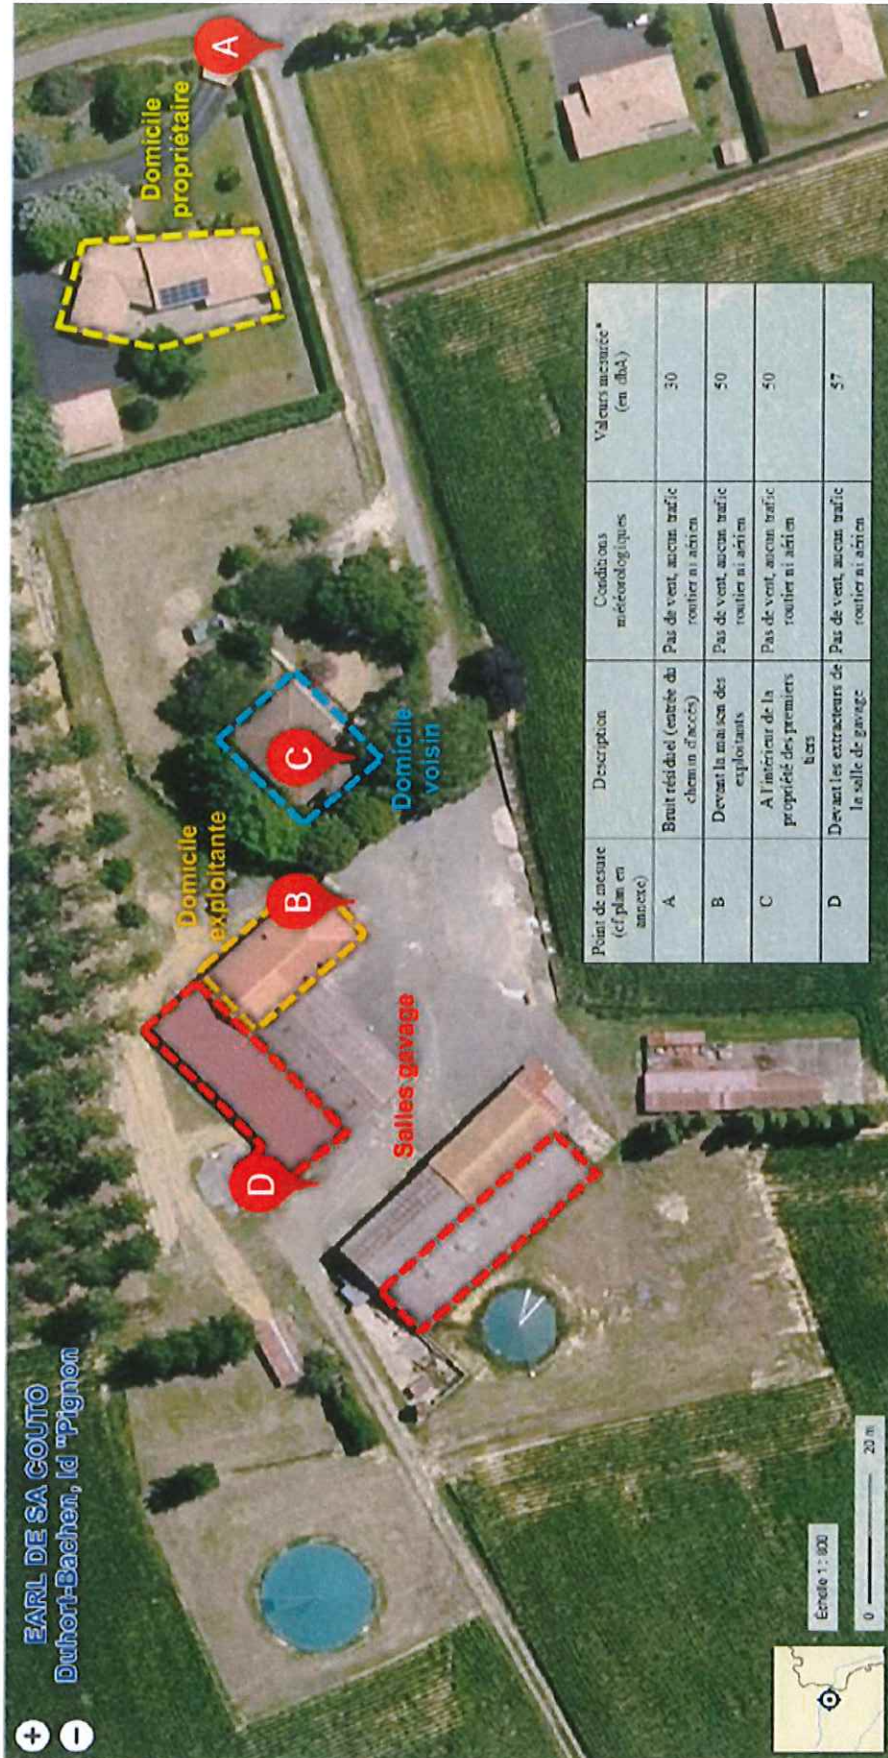 EARL DE SA COUTO
Duhort-Bachen, ld "Pignon
+
−
A
Domicile
propriétaire
Domicile
exploitante
B
C
Domicile
voisin
D
Salles gavage
Point de mesure
(cf plan en
annexe)
Description
Conditions
météorologiques
Valeurs mesurée*
(en dbA)
A
Bruit résiduel (entrée du
chemin d'accès)
Pas de vent, aucun trafic
routier ni aérien
30
B
Devant la maison des
exploitants
Pas de vent, aucun trafic
routier ni aérien
50
C
A l'intérieur de la
propriété des premiers
tiers
Pas de vent, aucun trafic
routier ni aérien
50
D
Devant les extracteurs de
la salle de gavage
Pas de vent, aucun trafic
routier ni aérien
57
Échelle 1 : 800
0
20 m